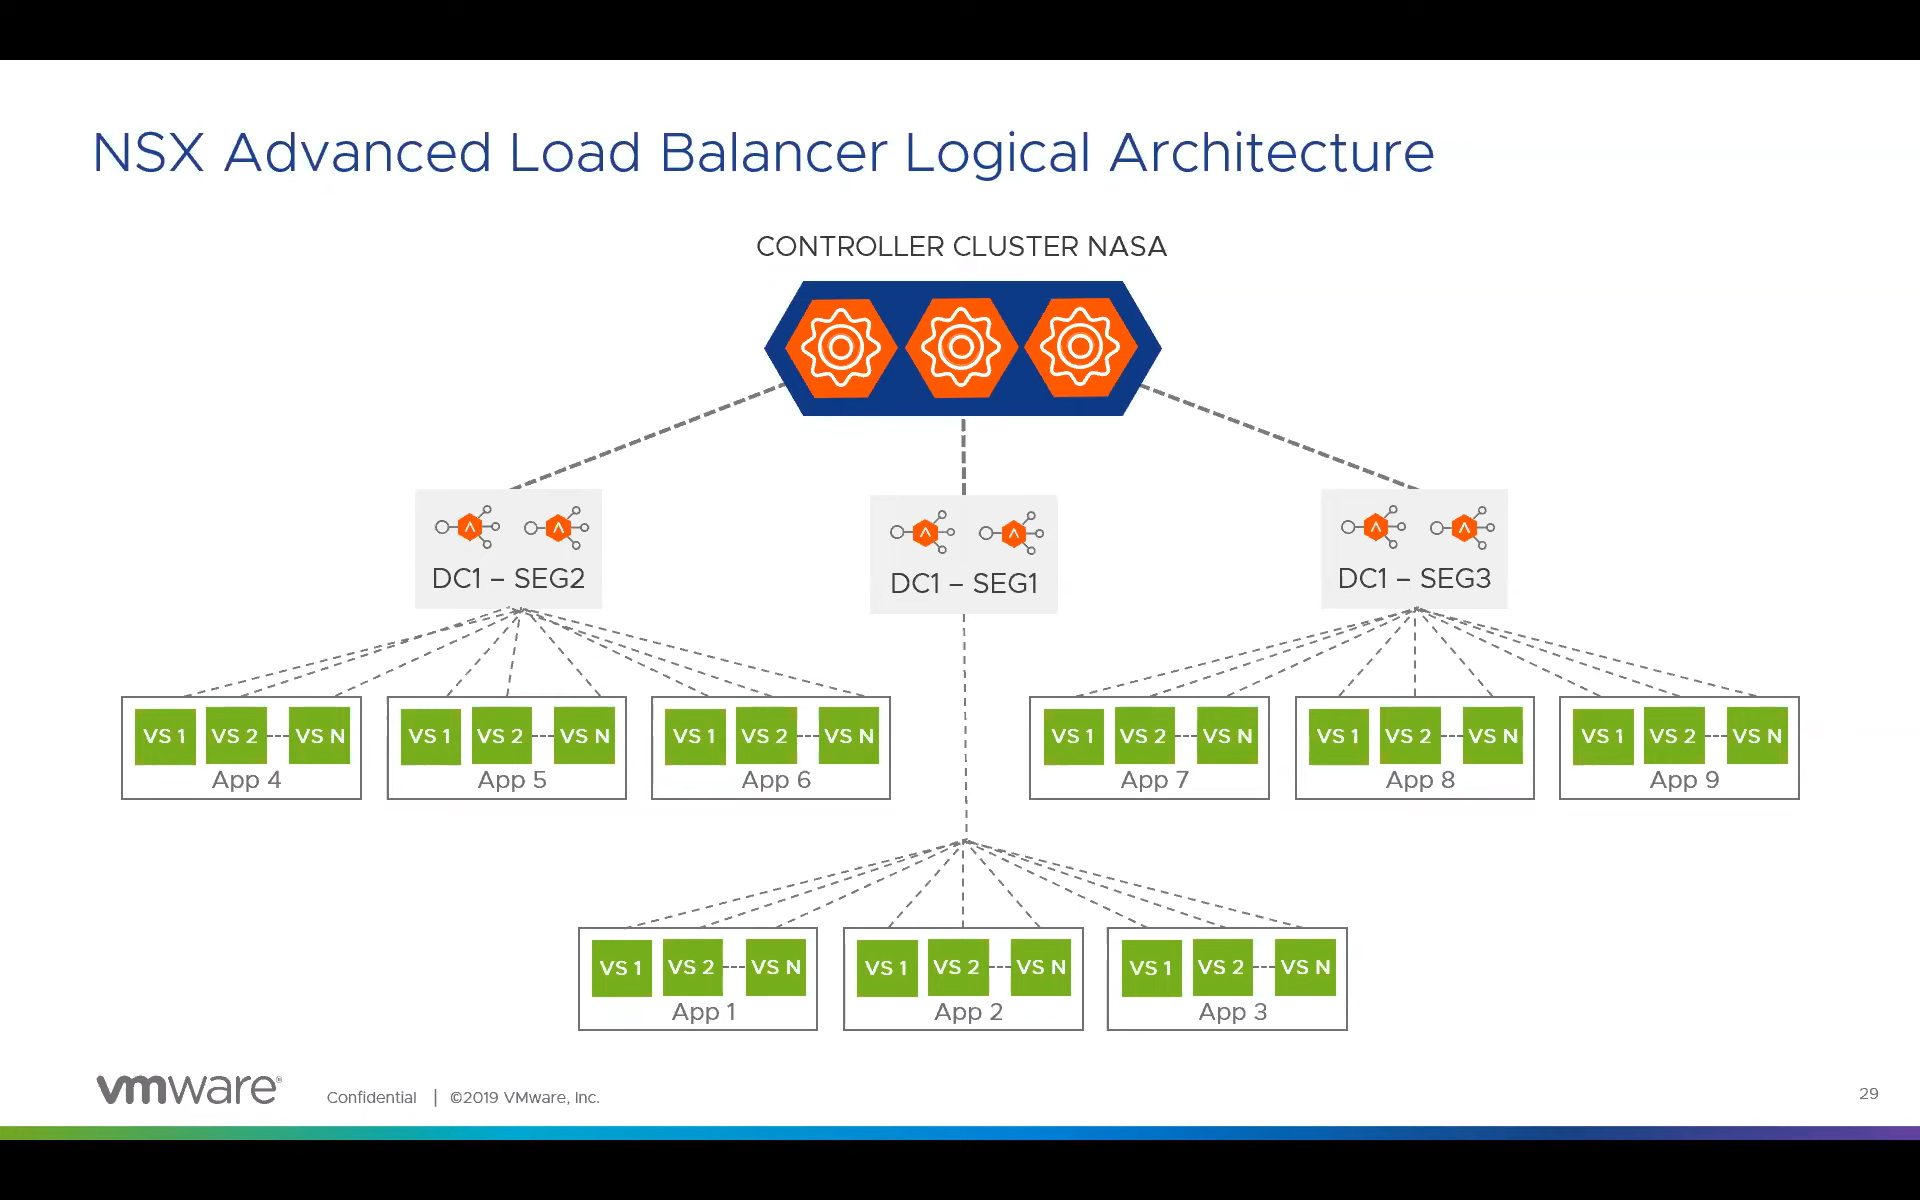 NSX Advanced Load Balancer Logical Architecture
CONTROLLER CLUSTER NASA
DC1 – SEG2
DC1 – SEG1
DC1 – SEG3
VS 1 VS 2 VS N
App 4
VS 1 VS 2 VS N
App 5
VS 1 VS 2 VS N
App 6
VS 1 VS 2 VS N
App 7
VS 1 VS 2 VS N
App 8
VS 1 VS 2 VS N
App 9
VS 1 VS 2 VS N
App 1
VS 1 VS 2 VS N
App 2
VS 1 VS 2 VS N
App 3
vmware®
Confidential | ©2019 VMware, Inc.
29